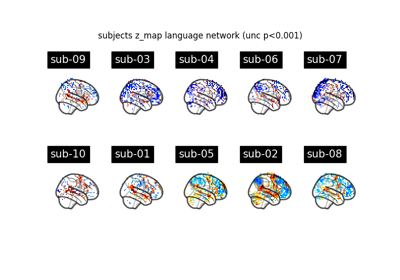 subjects z_map language network (unc p<0.001)
sub-09 sub-03 sub-04 sub-06 sub-07
sub-10 sub-01 sub-05 sub-02 sub-08